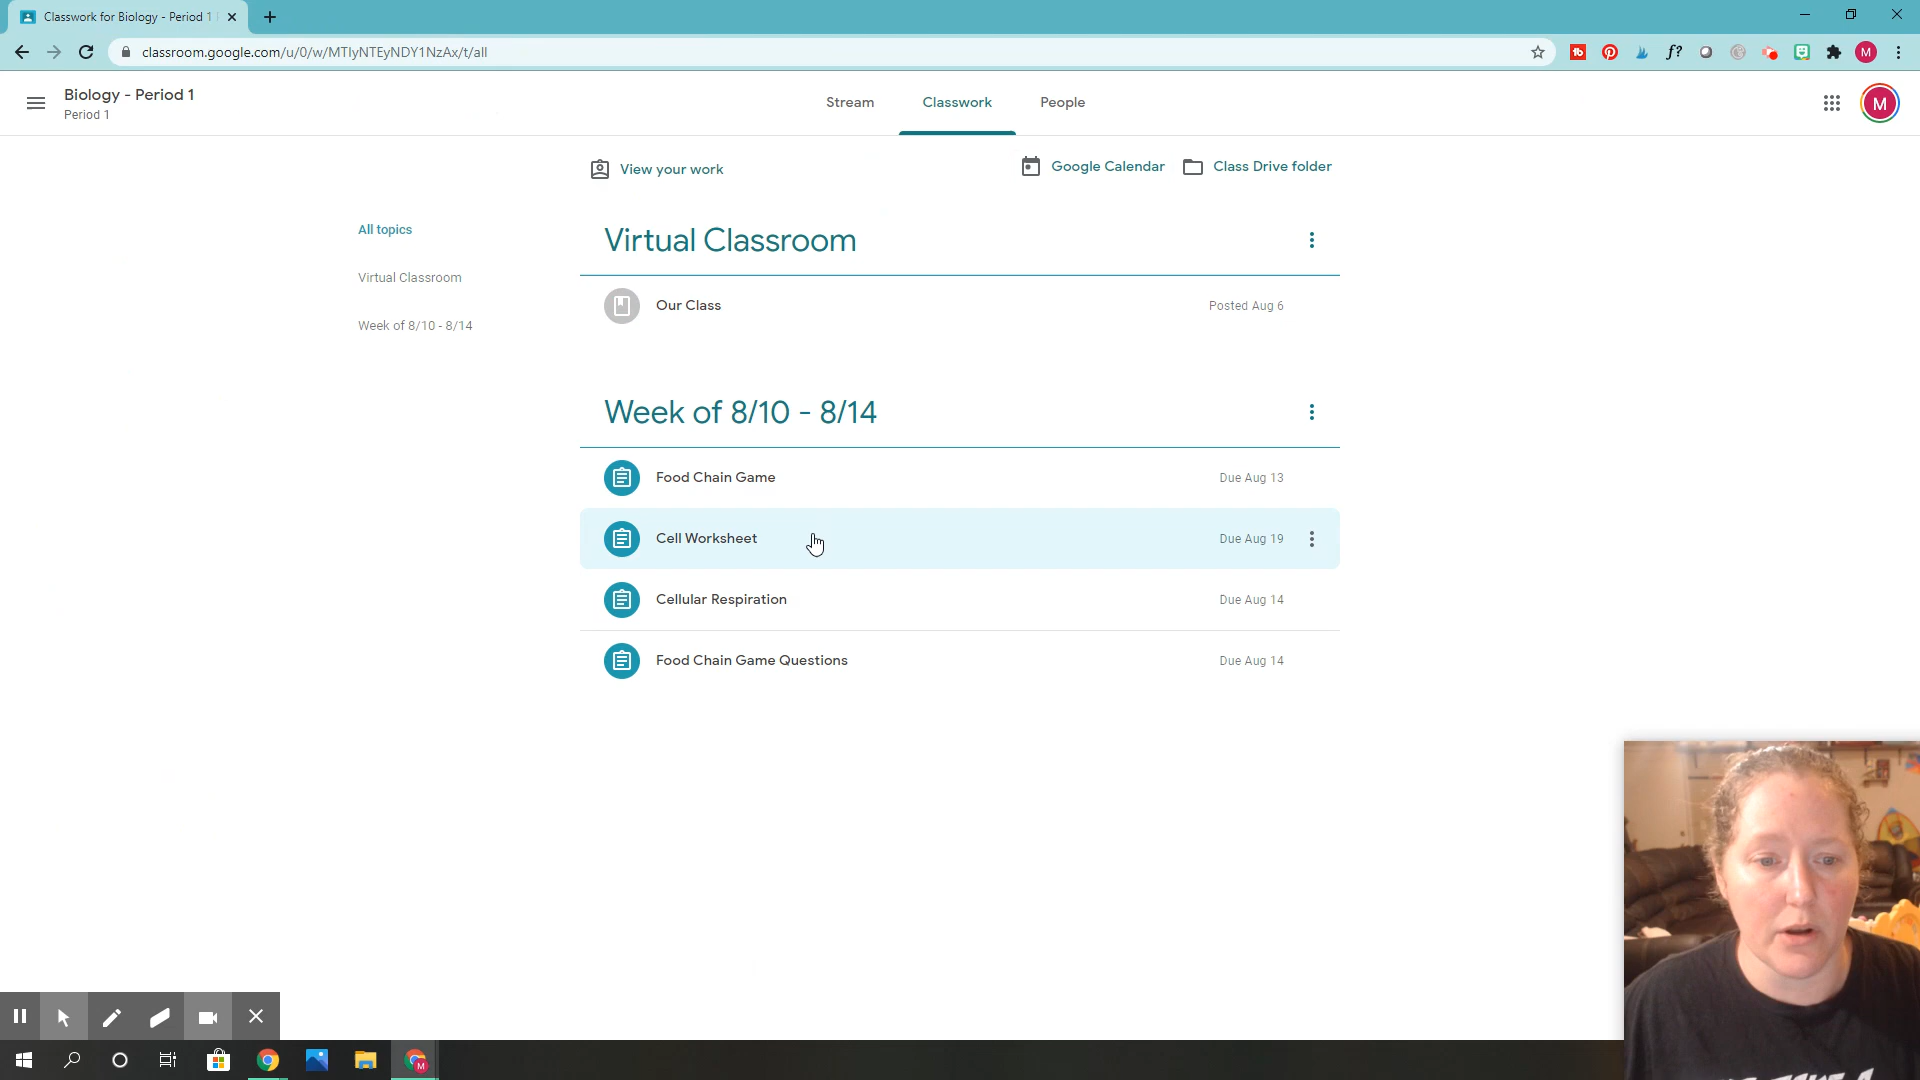 Classwork for Biology - Period 1
classroom.google.com/u/0/w/MTIyNTEyNDY1NzAx/t/all
tb
f?
M
Biology - Period 1
Period 1
Stream
Classwork
People
M
View your work
Google Calendar
Class Drive folder
All topics
Virtual Classroom
Week of 8/10 - 8/14
Virtual Classroom
Our Class
Posted Aug 6
Week of 8/10 - 8/14
Food Chain Game
Due Aug 13
Cell Worksheet
Due Aug 19
Cellular Respiration
Due Aug 14
Food Chain Game Questions
Due Aug 14
M